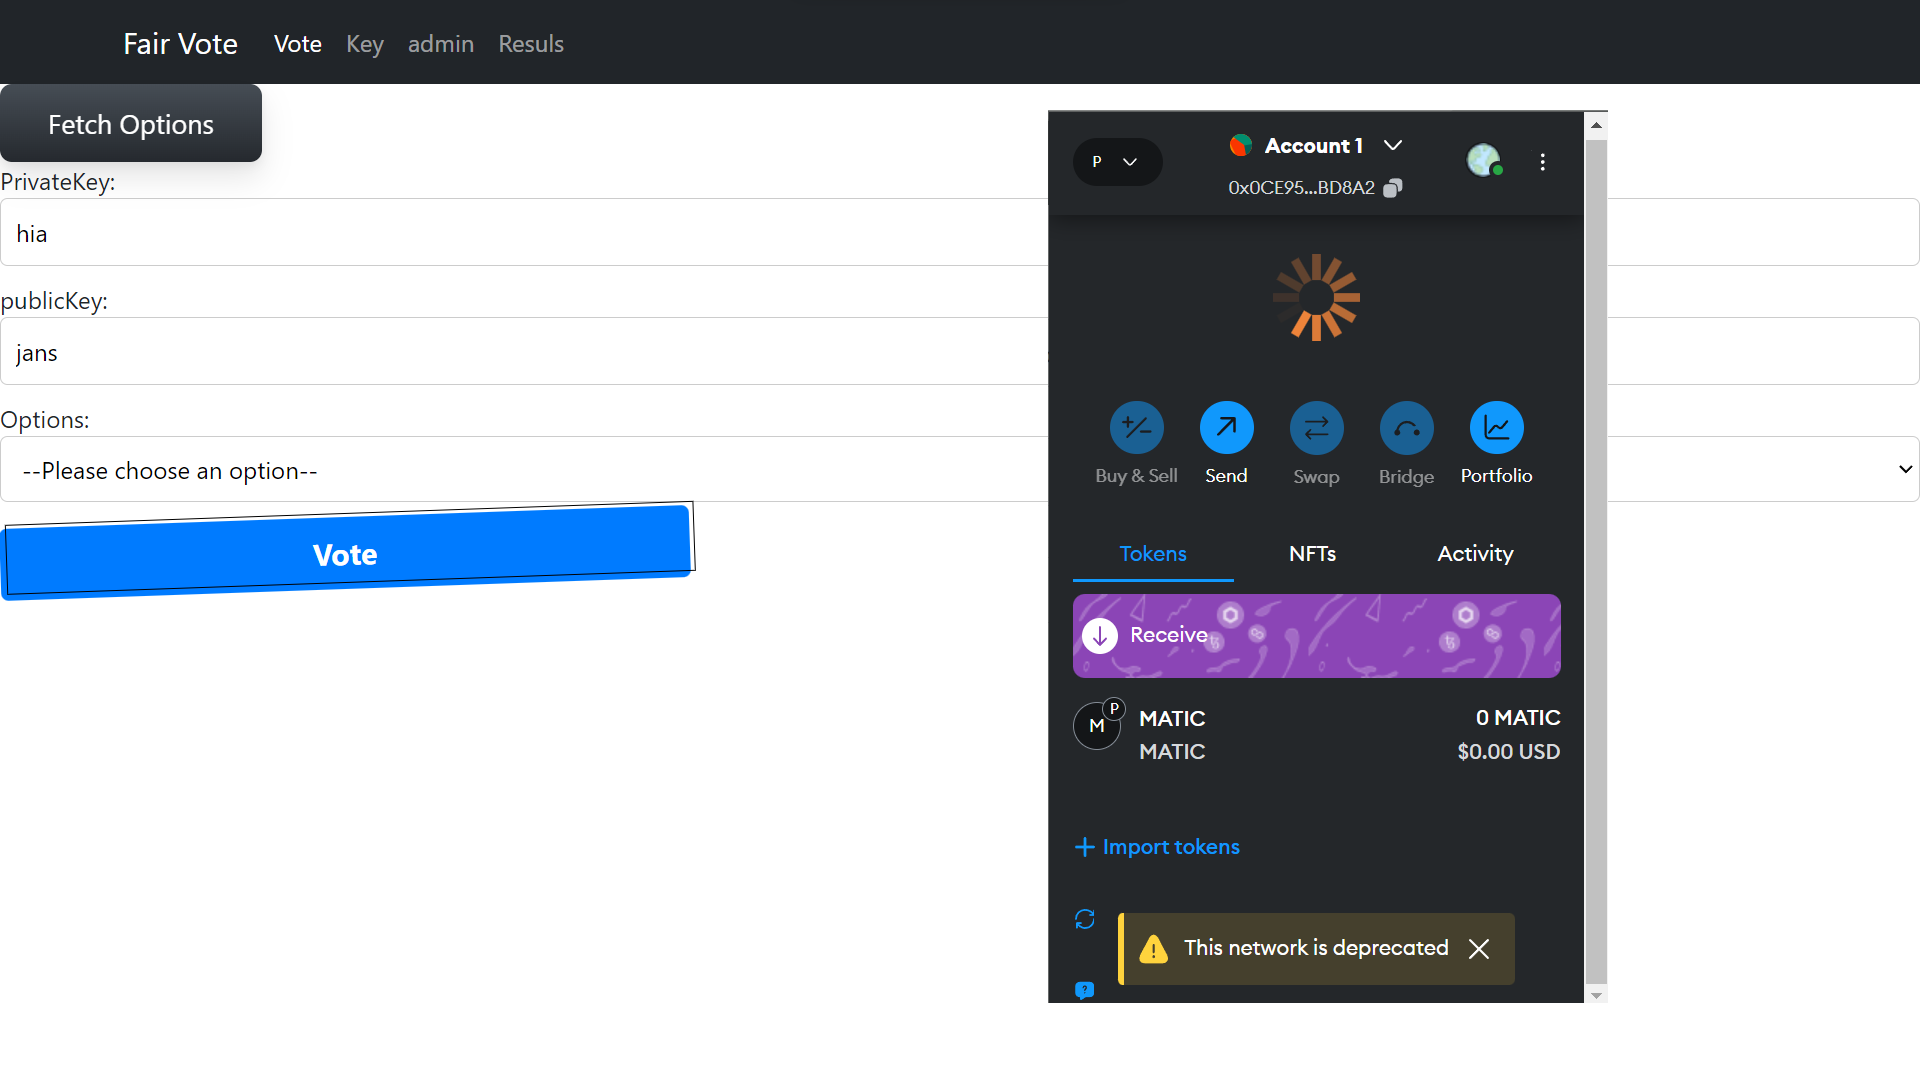 Fair Vote Vote Key admin Resuls
Fetch Options
PrivateKey:
hia
publicKey:
jans
Options:
--Please choose an option--
Vote
P Account 1
0x0CE95...BD8A2
Buy & Sell Send Swap Bridge Portfolio
Tokens NFTs Activity
Receive
M P MATIC 0 MATIC
MATIC $0.00 USD
+ Import tokens
This network is deprecated